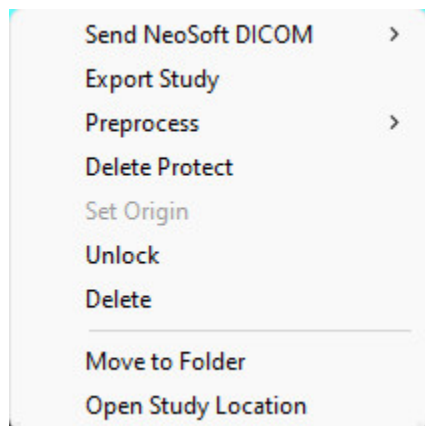 Send NeoSoft DICOM
Export Study
Preprocess
Delete Protect
Set Origin
Unlock
Delete
Move to Folder
Open Study Location